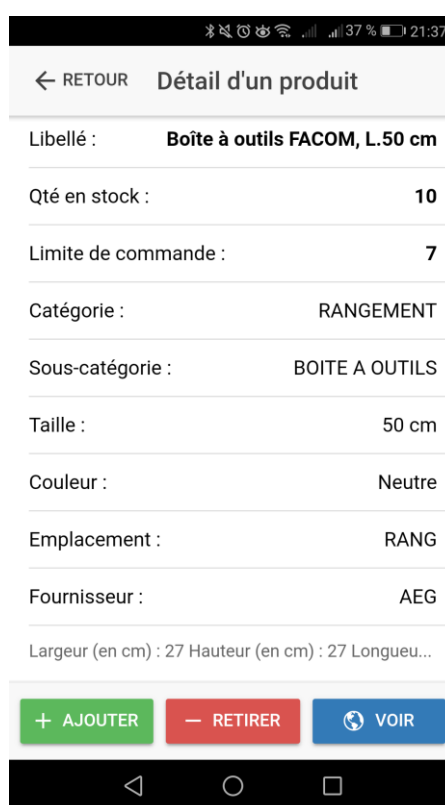 37 % 21:37
RETOUR Détail d'un produit
Libellé : Boîte à outils FACOM, L.50 cm
Qté en stock : 10
Limite de commande : 7
Catégorie : RANGEMENT
Sous-catégorie : BOITE A OUTILS
Taille : 50 cm
Couleur : Neutre
Emplacement : RANG
Fournisseur : AEG
Largeur (en cm) : 27 Hauteur (en cm) : 27 Longueu...
+ AJOUTER − RETIRER VOIR